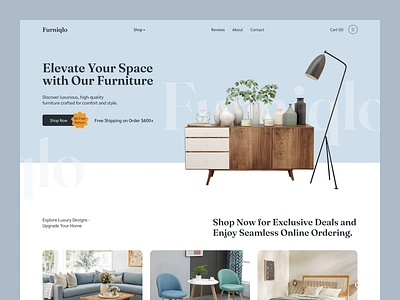 Furniqlo
Shop +
Reviews
About
Contact
Cart (0)
Elevate Your Space
with Our Furniture
Discover luxurious, high-quality
furniture crafted for comfort and style.
Shop Now
Free Shipping on Order $600+
Furniqlo
qlo
Explore Luxury Designs -
Upgrade Your Home
Shop Now for Exclusive Deals and
Enjoy Seamless Online Ordering.